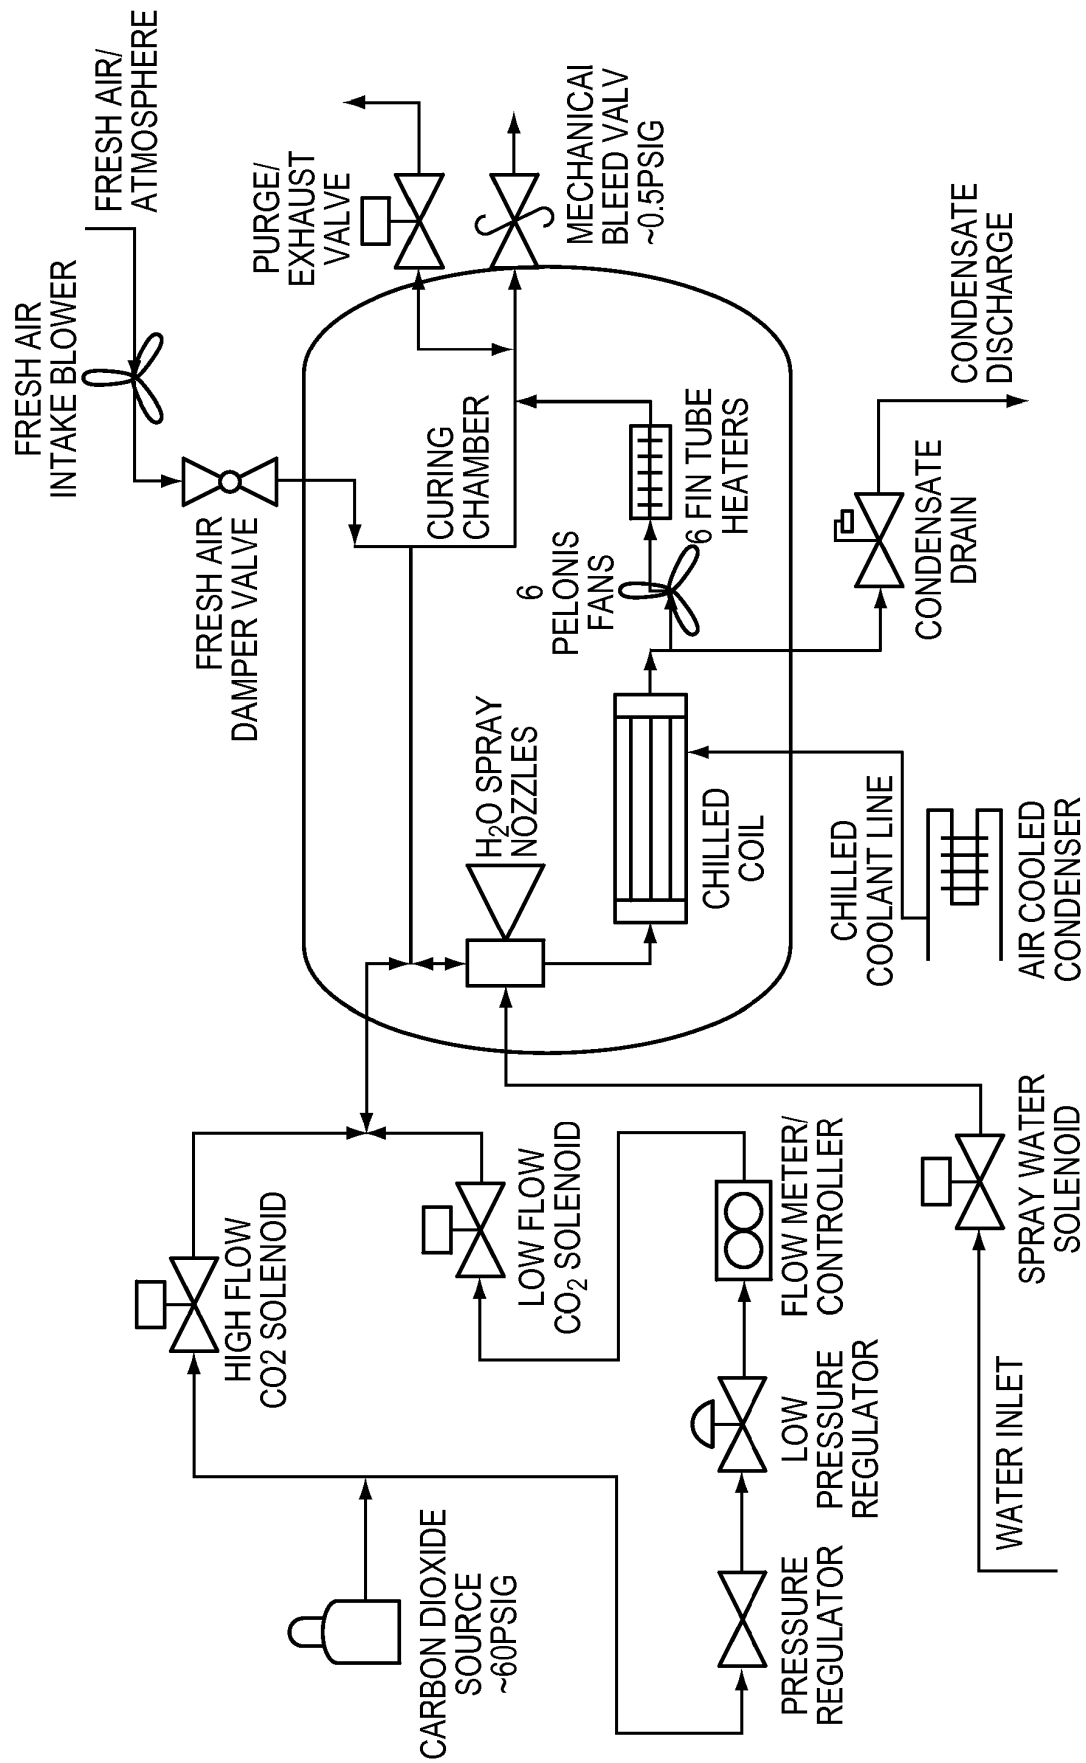 FRESH AIR/
ATMOSPHERE
FRESH AIR
INTAKE BLOWER
FRESH AIR
DAMPER VALVE
PURGE/
EXHAUST
VALVE
MECHANICAl
BLEED VALV
~0.5PSIG
CURING
CHAMBER
6
PELONIS
FANS
6 FIN TUBE
HEATERS
CONDENSATE
DISCHARGE
CONDENSATE
DRAIN
H₂O SPRAY
NOZZLES
CHILLED
COIL
CHILLED
COOLANT LINE
AIR COOLED
CONDENSER
HIGH FLOW
CO2 SOLENOID
LOW FLOW
CO₂ SOLENOID
FLOW METER/
CONTROLLER
SPRAY WATER
SOLENOID
CARBON DIOXIDE
SOURCE
~60PSIG
PRESSURE
REGULATOR
LOW
PRESSURE
REGULATOR
WATER INLET